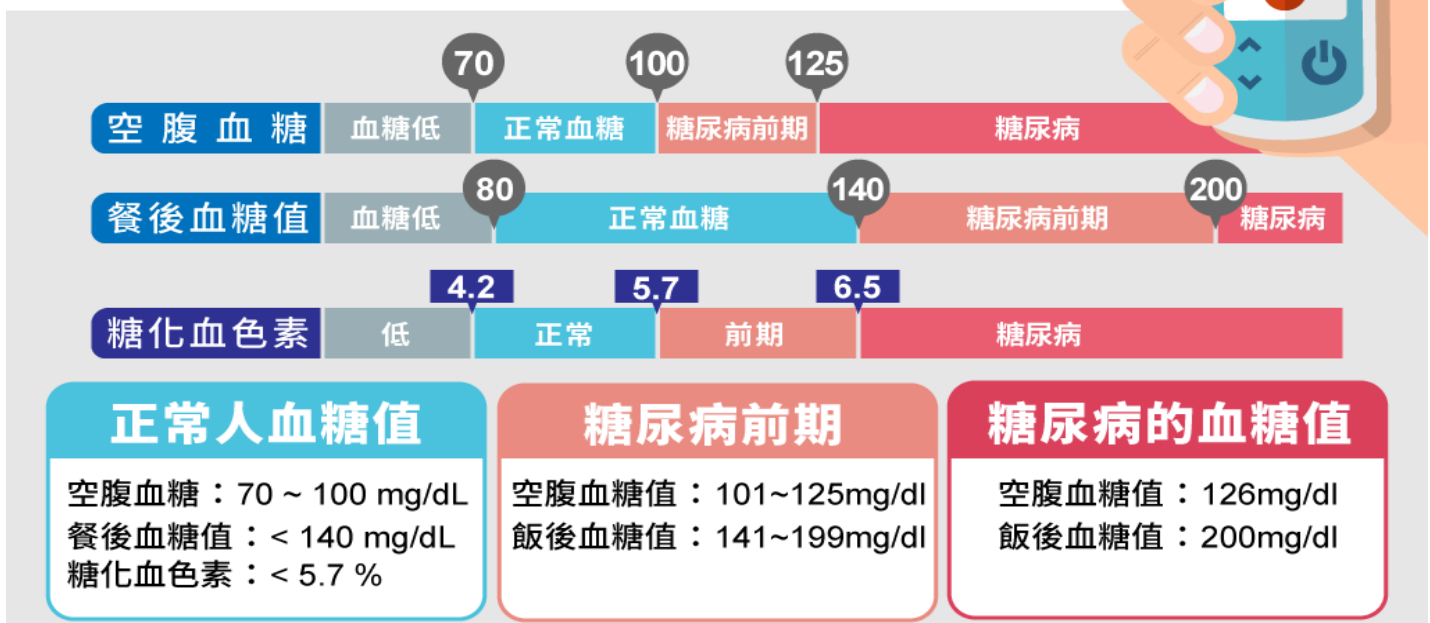 70 100 125
空腹血糖 血糖低 正常血糖 糖尿病前期 糖尿病
80 140 200
餐後血糖值 血糖低 正常血糖 糖尿病前期 糖尿病
4.2 5.7 6.5
糖化血色素 低 正常 前期 糖尿病
正常人血糖值
空腹血糖：70 ~ 100 mg/dL
餐後血糖值：< 140 mg/dL
糖化血色素：< 5.7 %
糖尿病前期
空腹血糖值：101~125mg/dl
飯後血糖值：141~199mg/dl
糖尿病的血糖值
空腹血糖值：126mg/dl
飯後血糖值：200mg/dl